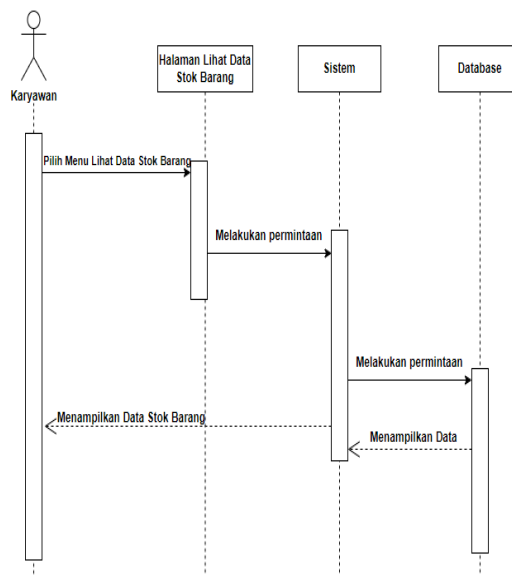 Halaman Lihat Data
Stok Barang
Sistem
Database
Karyawan
Pilih Menu Lihat Data Stok Barang
Melakukan permintaan
Melakukan permintaan
Menampilkan Data Stok Barang
Menampilkan Data